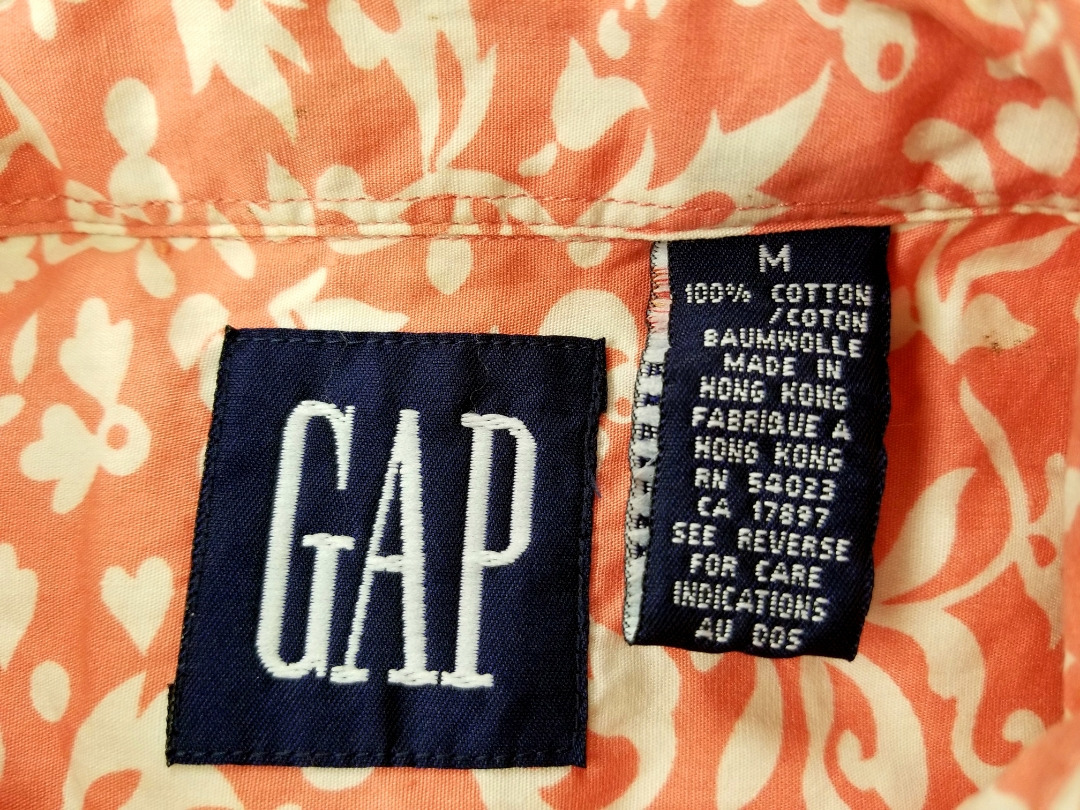 GAP
M
100% COTTON
/COTON
BAUMWOLLE
MADE IN
HONG KONG
FABRIQUE A
HONG KONG
RN 54023
CA 17897
SEE REVERSE
FOR CARE
INDICATIONS
AU DOS